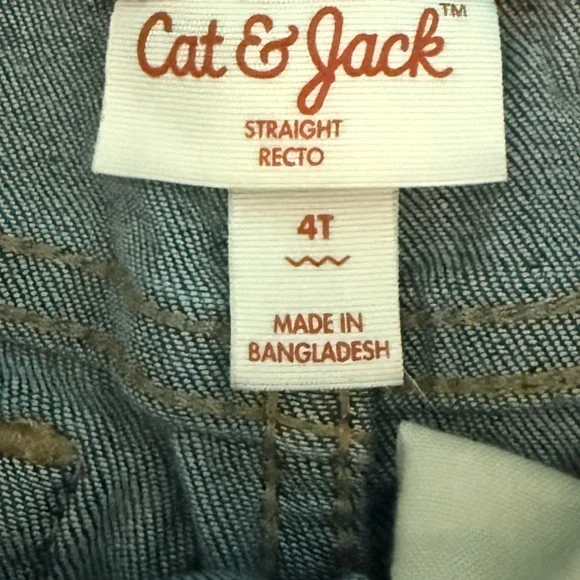 Cat & Jack™
STRAIGHT
RECTO
4T
MADE IN
BANGLADESH